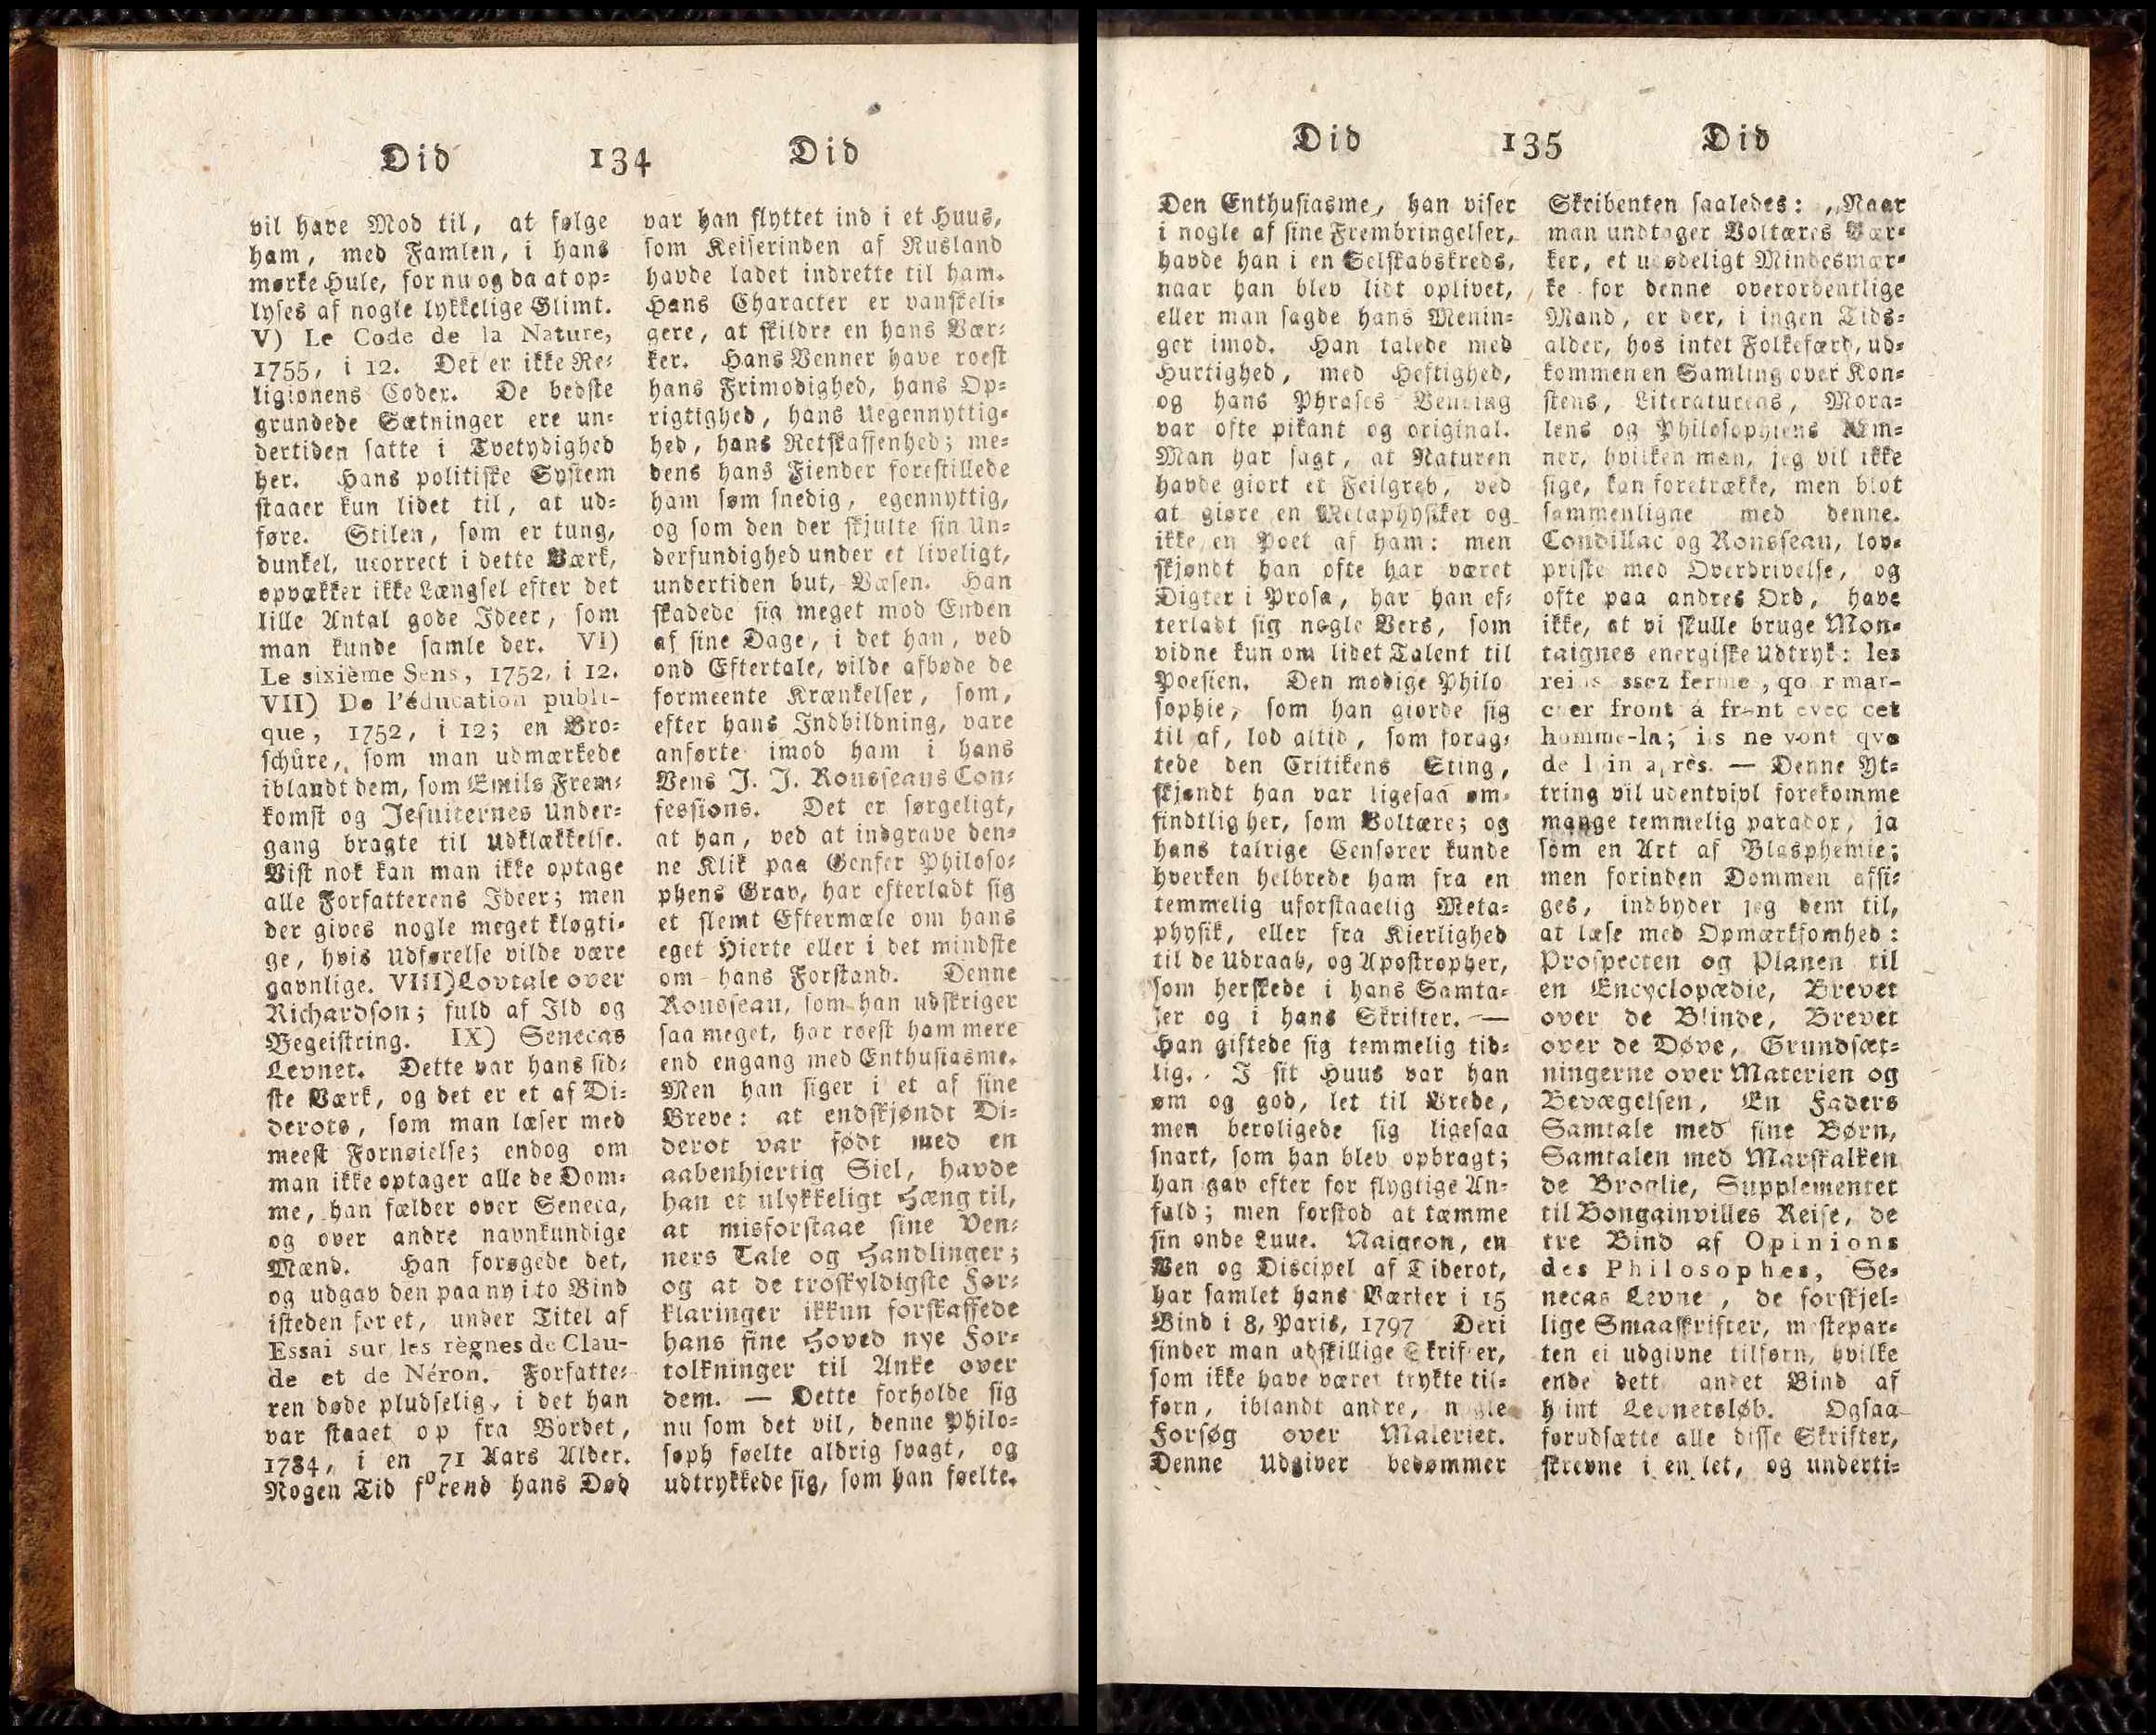 Did 134 Did
vil have Mod til, at følge
ham, med Famlen, i hans
mørke Hule, for nu og da at op-
lyses af nogle lykkelige Glimt.
V) Le Code de la Nature,
1755, i 12. Det er ikke Re-
ligionens Codex. De bedste
grundede Sætninger ere un-
dertiden satte i Tvetydighed
her. Hans politiske System
staaer kun lidet til, at ud-
føre. Stilen, som er tung,
dunkel, ucorrect i dette Værk,
opvækker ikke Længsel efter det
lille Antal gode Ideer, som
man kunde samle der. VI)
Le sixième Sens, 1752, i 12.
VII) De l'éducation publi-
que, 1752, i 12; en Bro-
schüre, som man udmærkede
iblandt dem, som Emils Frem-
komst og Jesuiternes Under-
gang bragte til Udklækkelse.
Vist nok kan man ikke optage
alle Forfatterens Ideer; men
der gives nogle meget kløgti-
ge, hvis Udførelse vilde være
gavnlige. VIII) Lovtale over
Richardson; fuld af Ild og
Begeistring. IX) Senecas
Levnet. Dette var hans sid-
ste Værk, og det er et af Di-
derots, som man læser med
meest Fornøielse; endog om
man ikke optager alle de Dom-
me, han fælder over Seneca,
og over andre navnkundige
Mænd. Han forøgede det,
og udgav den paa ny i to Bind
isteden for et, under Titel af
Essai sur les règnes de Clau-
de et de Néron. Forfatte-
ren døde pludselig, i det han
var staaet op fra Bordet,
1784, i en 71 Aars Alder.
Nogen Tid førend hans Død
var han flyttet ind i et Huus,
som Keiserinden af Rusland
havde ladet indrette til ham.
Hans Character er vanskeli-
gere, at skildre en hans Vær-
ker. Hans Venner have roest
hans Frimodighed, hans Op-
rigtighed, hans Uegennyttig-
hed, hans Retskaffenhed; me-
dens hans Fiender forestillede
ham som snedig, egennyttig,
og som den der skjulte sin Un-
derfundighed under et liveligt,
undertiden but, Væsen. Han
skadede sig meget mod Enden
af sine Dage, i det han, ved
ond Eftertale, vilde afbøde de
formeente Krænkelser, som,
efter hans Indbildning, vare
anførte imod ham i hans
Vens J. J. Rousseaus Con-
fessions. Det er sørgeligt,
at han, ved at indgrave den-
ne Klik paa Genfer Philoso-
phens Grav, har efterladt sig
et slemt Eftermæle om hans
eget Hierte eller i det mindste
om hans Forstand. Denne
Rousseau, som han udskriger
saa meget, har roest ham mere
end engang med Enthusiasme.
Men han siger i et af sine
Breve: at endskjøndt Di-
derot var født med en
aabenhiertig Siel, havde
han et ulykkeligt Hæng til,
at misforstaae sine Ven-
ners Tale og Handlinger;
og at de troskyldigste For-
klaringer ikkun forskaffede
hans fine Hoved nye For-
tolkninger til Anke over
dem. — Dette forholde sig
nu som det vil, denne Philo-
soph føelte aldrig svagt, og
udtrykkede sig, som han føelte.
Did 135 Did
Den Enthusiasme, han viser
i nogle af sine Frembringelser,
havde han i en Selskabskreds,
naar han blev lidt oplivet,
eller man sagde hans Menin-
ger imod. Han talede med
Hurtighed, med Heftighed,
og hans Phrases Vending
var ofte pikant og original.
Man har sagt, at Naturen
havde giort et Feilgreb, ved
at giøre en Metaphysiker og
ikke en Poet af ham: men
skjøndt han ofte har været
Digter i Prosa, har han ef-
terladt sig nogle Vers, som
vidne kun om lidet Talent til
Poesien. Den modige Philo
sophie, som han giorde sig
til af, lod altid, som forag-
tede den Critikens Sting,
skjøndt han var ligesaa øm-
findtlig her, som Voltære; og
hans talrige Censorer kunde
hverken helbrede ham fra en
temmelig uforstaaelig Meta-
physik, eller fra Kierlighed
til de Udraab, og Apostropher,
som herskede i hans Samta-
ler og i hans Skrifter. —
Han giftede sig temmelig tid-
lig. I sit Huus var han
øm og god, let til Vrede,
men beroligede sig ligesaa
snart, som han blev opbragt;
han gav efter for flygtige An-
fald; men forstod at tæmme
sin onde Luue. Naigeon, en
Ven og Discipel af Diderot,
har samlet hans Værker i 15
Bind i 8, Paris, 1797 Deri
finder man adskillige Skrifter,
som ikke have været trykte til-
førn, iblandt andre, nogle
Forsøg over Maleriet.
Denne Udgiver bedømmer
Skribenten saaledes: „Naar
man undtager Voltæres Vær-
ker, et udødeligt Mindesmær-
ke for denne overordentlige
Mand, er der, i ingen Tids-
alder, hos intet Folkefærd, ud-
kommen en Samling over Kon-
stens, Literaturens, Mora-
lens og Philosophiens Æm-
ner, hvilken man, jeg vil ikke
sige, kan foretrække, men blot
sammenligne med denne.
Condillac og Rousseau, lov-
priste med Overdrivelse, og
ofte paa andres Ord, have
ikke, at vi skulle bruge Mon-
taignes energiske Udtryk: les
reins assez ferme, pour mar-
cher front à front avec cet
homme-la; ils ne vont qve
de loin après. — Denne Yt-
tring vil udentvivl forekomme
mange temmelig paradox, ja
som en Art af Blasphemie;
men forinden Dommen afsi-
ges, indbyder jeg dem til,
at læse med Opmærksomhed:
Prospecten og Planen til
en Encyclopædie, Brevet
over de Blinde, Brevet
over de Døve, Grundsæt-
ningerne over Materien og
Bevægelsen, En Faders
Samtale med sine Børn,
Samtalen med Marskalken
de Broglie, Supplementet
til Bougainvilles Reise, de
tre Bind af Opinions
des Philosophes, Se-
necas Levne, de forskjel-
lige Smaaskrifter, mestepar-
ten ei udgivne tilførn, hvilke
ende dette andet Bind af
hint Levnetsløb. Ogsaa
forudsætte alle disse Skrifter,
skrevne i en let, og underti-